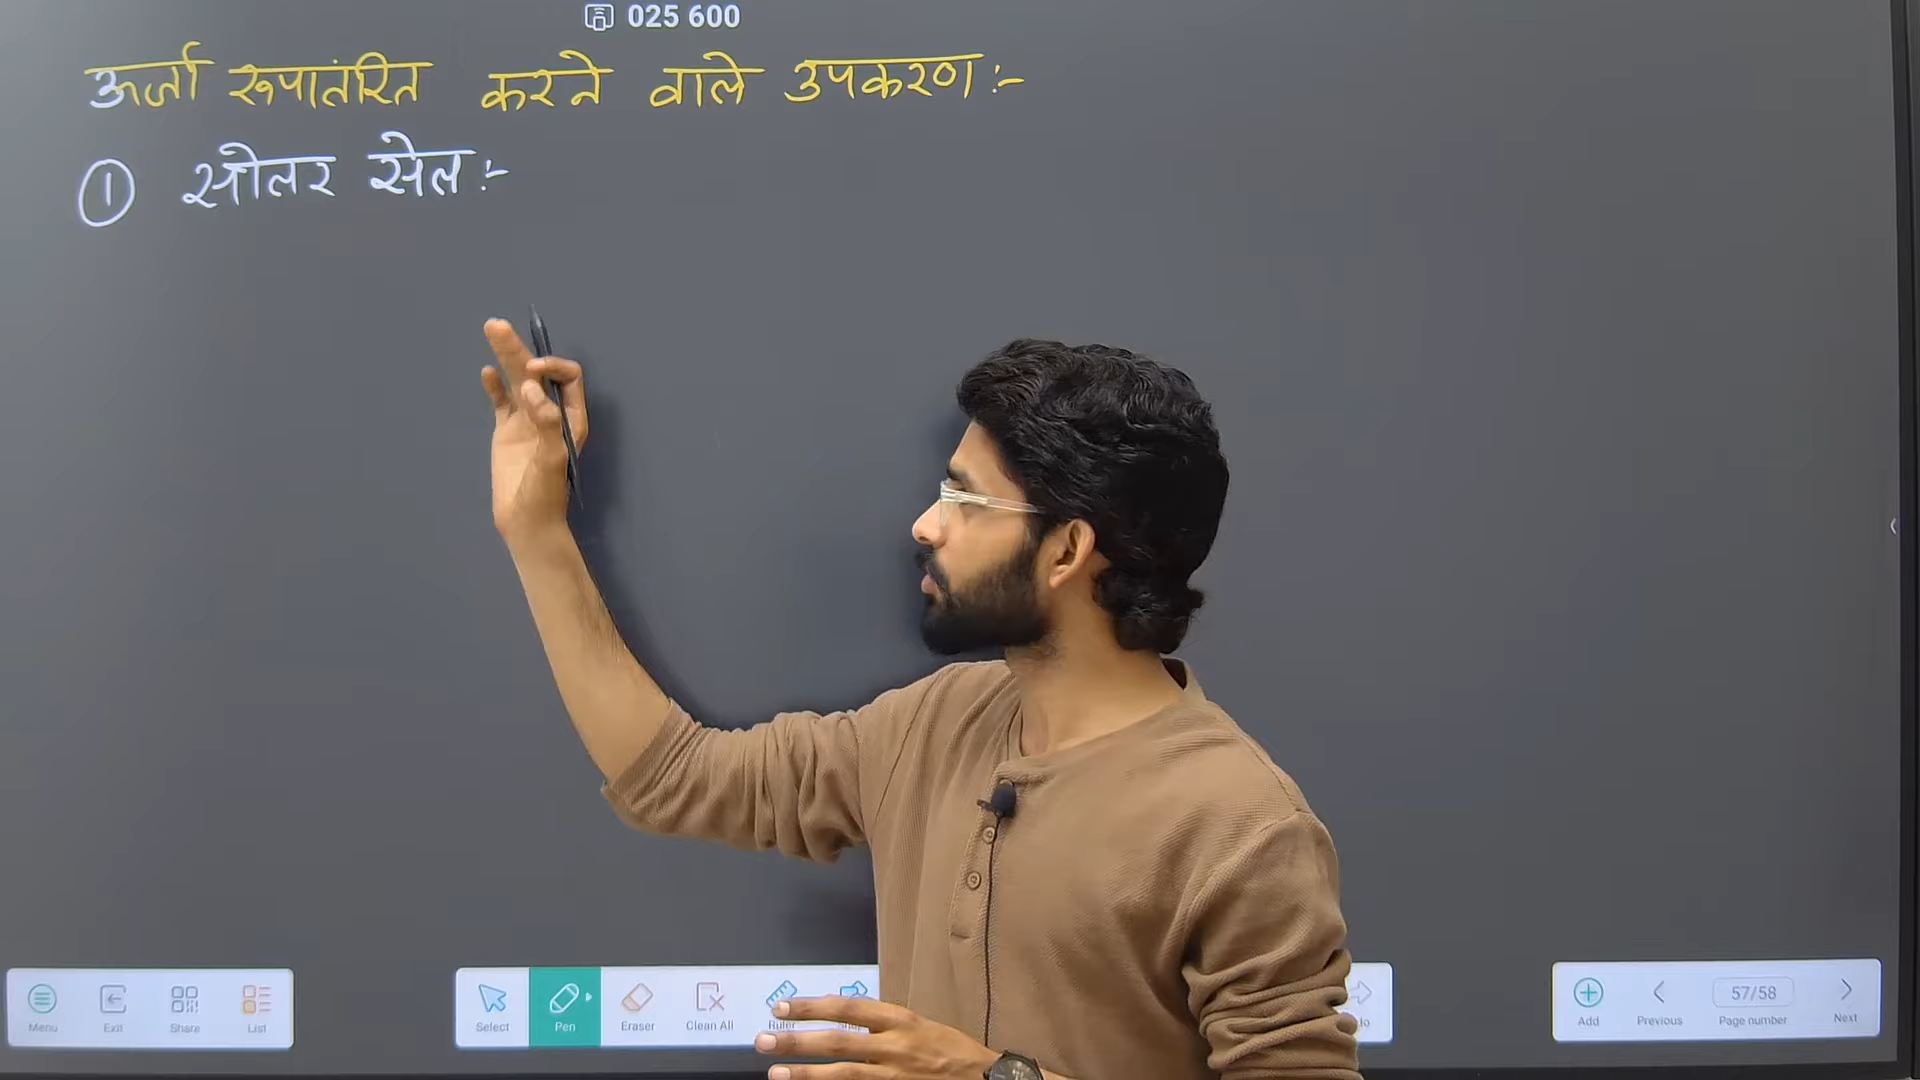 025 600
ऊर्जा रूपातंरित करने वाले उपकरण:-
① सोलर सेल:-
Menu Exit Share List
Select Pen Eraser Clean All Ruler
Add Previous 57/58 Page number Next